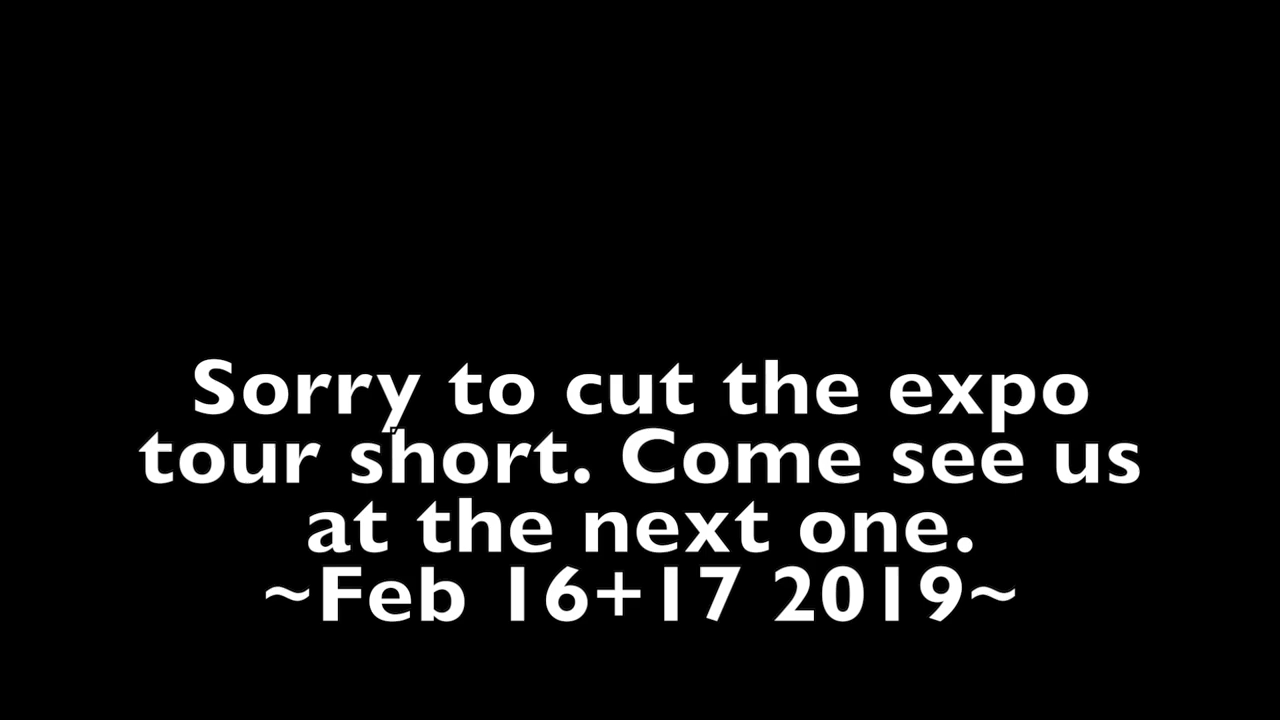 Sorry to cut the expo
tour short. Come see us
at the next one.
~Feb 16+17 2019~